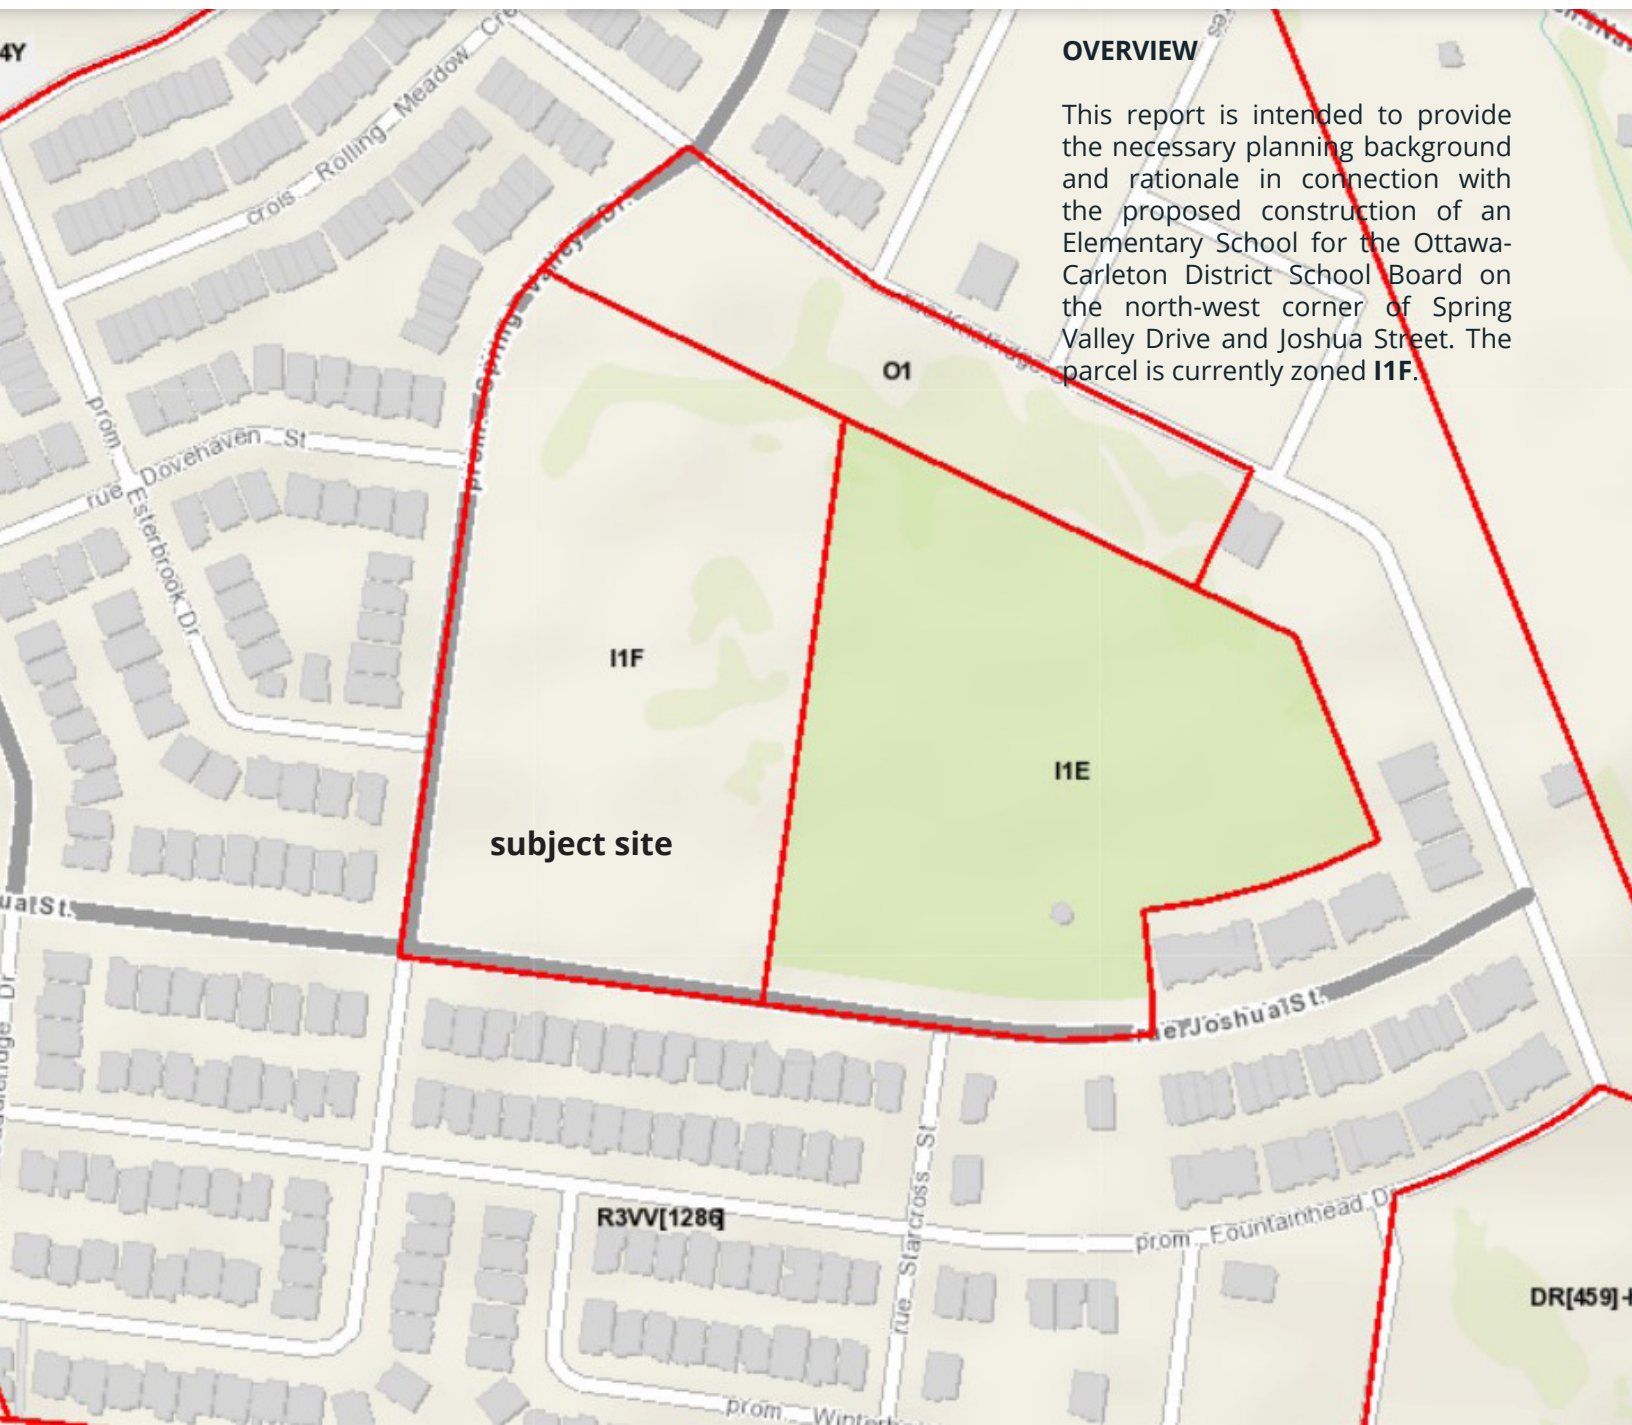 OVERVIEW
This report is intended to provide
the necessary planning background
and rationale in connection with
the proposed construction of an
Elementary School for the Ottawa-
Carleton District School Board on
the north-west corner of Spring
Valley Drive and Joshua Street. The
parcel is currently zoned I1F.
4Y
crois Rolling Meadow Cre
prom. Spring Valley Dr.
O1
prom. Esterbrook Dr.
rue Dovehaven St
I1F
I1E
subject site
ua St.
rue Joshua St.
R3VV[1286]
rue Starcross St.
prom Fountainhead Dr
DR[459]
prom.